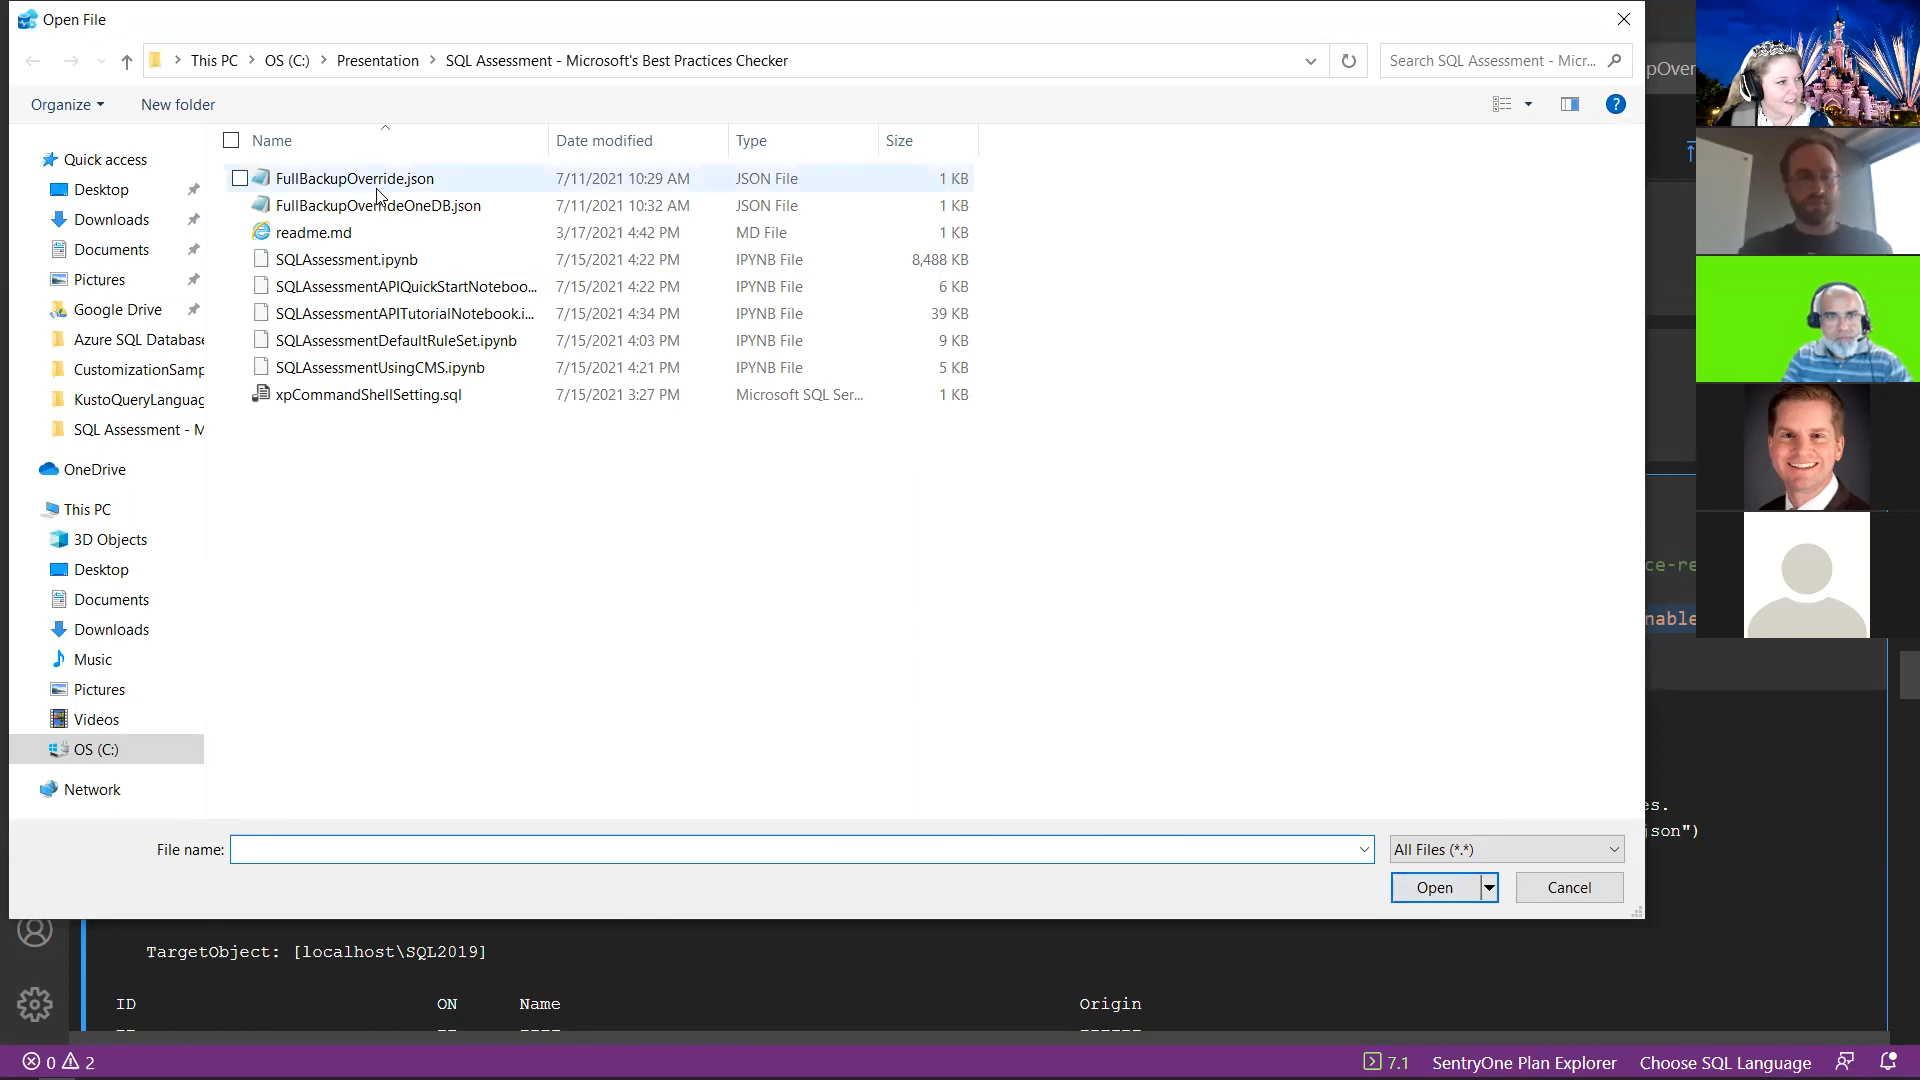 Open File
This PC > OS (C:) > Presentation > SQL Assessment - Microsoft's Best Practices Checker
Search SQL Assessment - Micr...
pOver
Organize
New folder
?
Name
Date modified
Type
Size
Quick access
Desktop
Downloads
Documents
Pictures
Google Drive
Azure SQL Database
CustomizationSamp
KustoQueryLanguag
SQL Assessment - M
OneDrive
This PC
3D Objects
Desktop
Documents
Downloads
Music
Pictures
Videos
OS (C:)
Network
FullBackupOverride.json 7/11/2021 10:29 AM JSON File 1 KB
FullBackupOverrideOneDB.json 7/11/2021 10:32 AM JSON File 1 KB
readme.md 3/17/2021 4:42 PM MD File 1 KB
SQLAssessment.ipynb 7/15/2021 4:22 PM IPYNB File 8,488 KB
SQLAssessmentAPIQuickStartNoteboo... 7/15/2021 4:22 PM IPYNB File 6 KB
SQLAssessmentAPITutorialNotebook.i... 7/15/2021 4:34 PM IPYNB File 39 KB
SQLAssessmentDefaultRuleSet.ipynb 7/15/2021 4:03 PM IPYNB File 9 KB
SQLAssessmentUsingCMS.ipynb 7/15/2021 4:21 PM IPYNB File 5 KB
xpCommandShellSetting.sql 7/15/2021 3:27 PM Microsoft SQL Ser... 1 KB
ce-re
nable
es.
json")
File name:
All Files (*.*)
Open
Cancel
TargetObject: [localhost\SQL2019]
ID ON Name Origin
-- -- ---- ------
0 2
7.1 SentryOne Plan Explorer Choose SQL Language